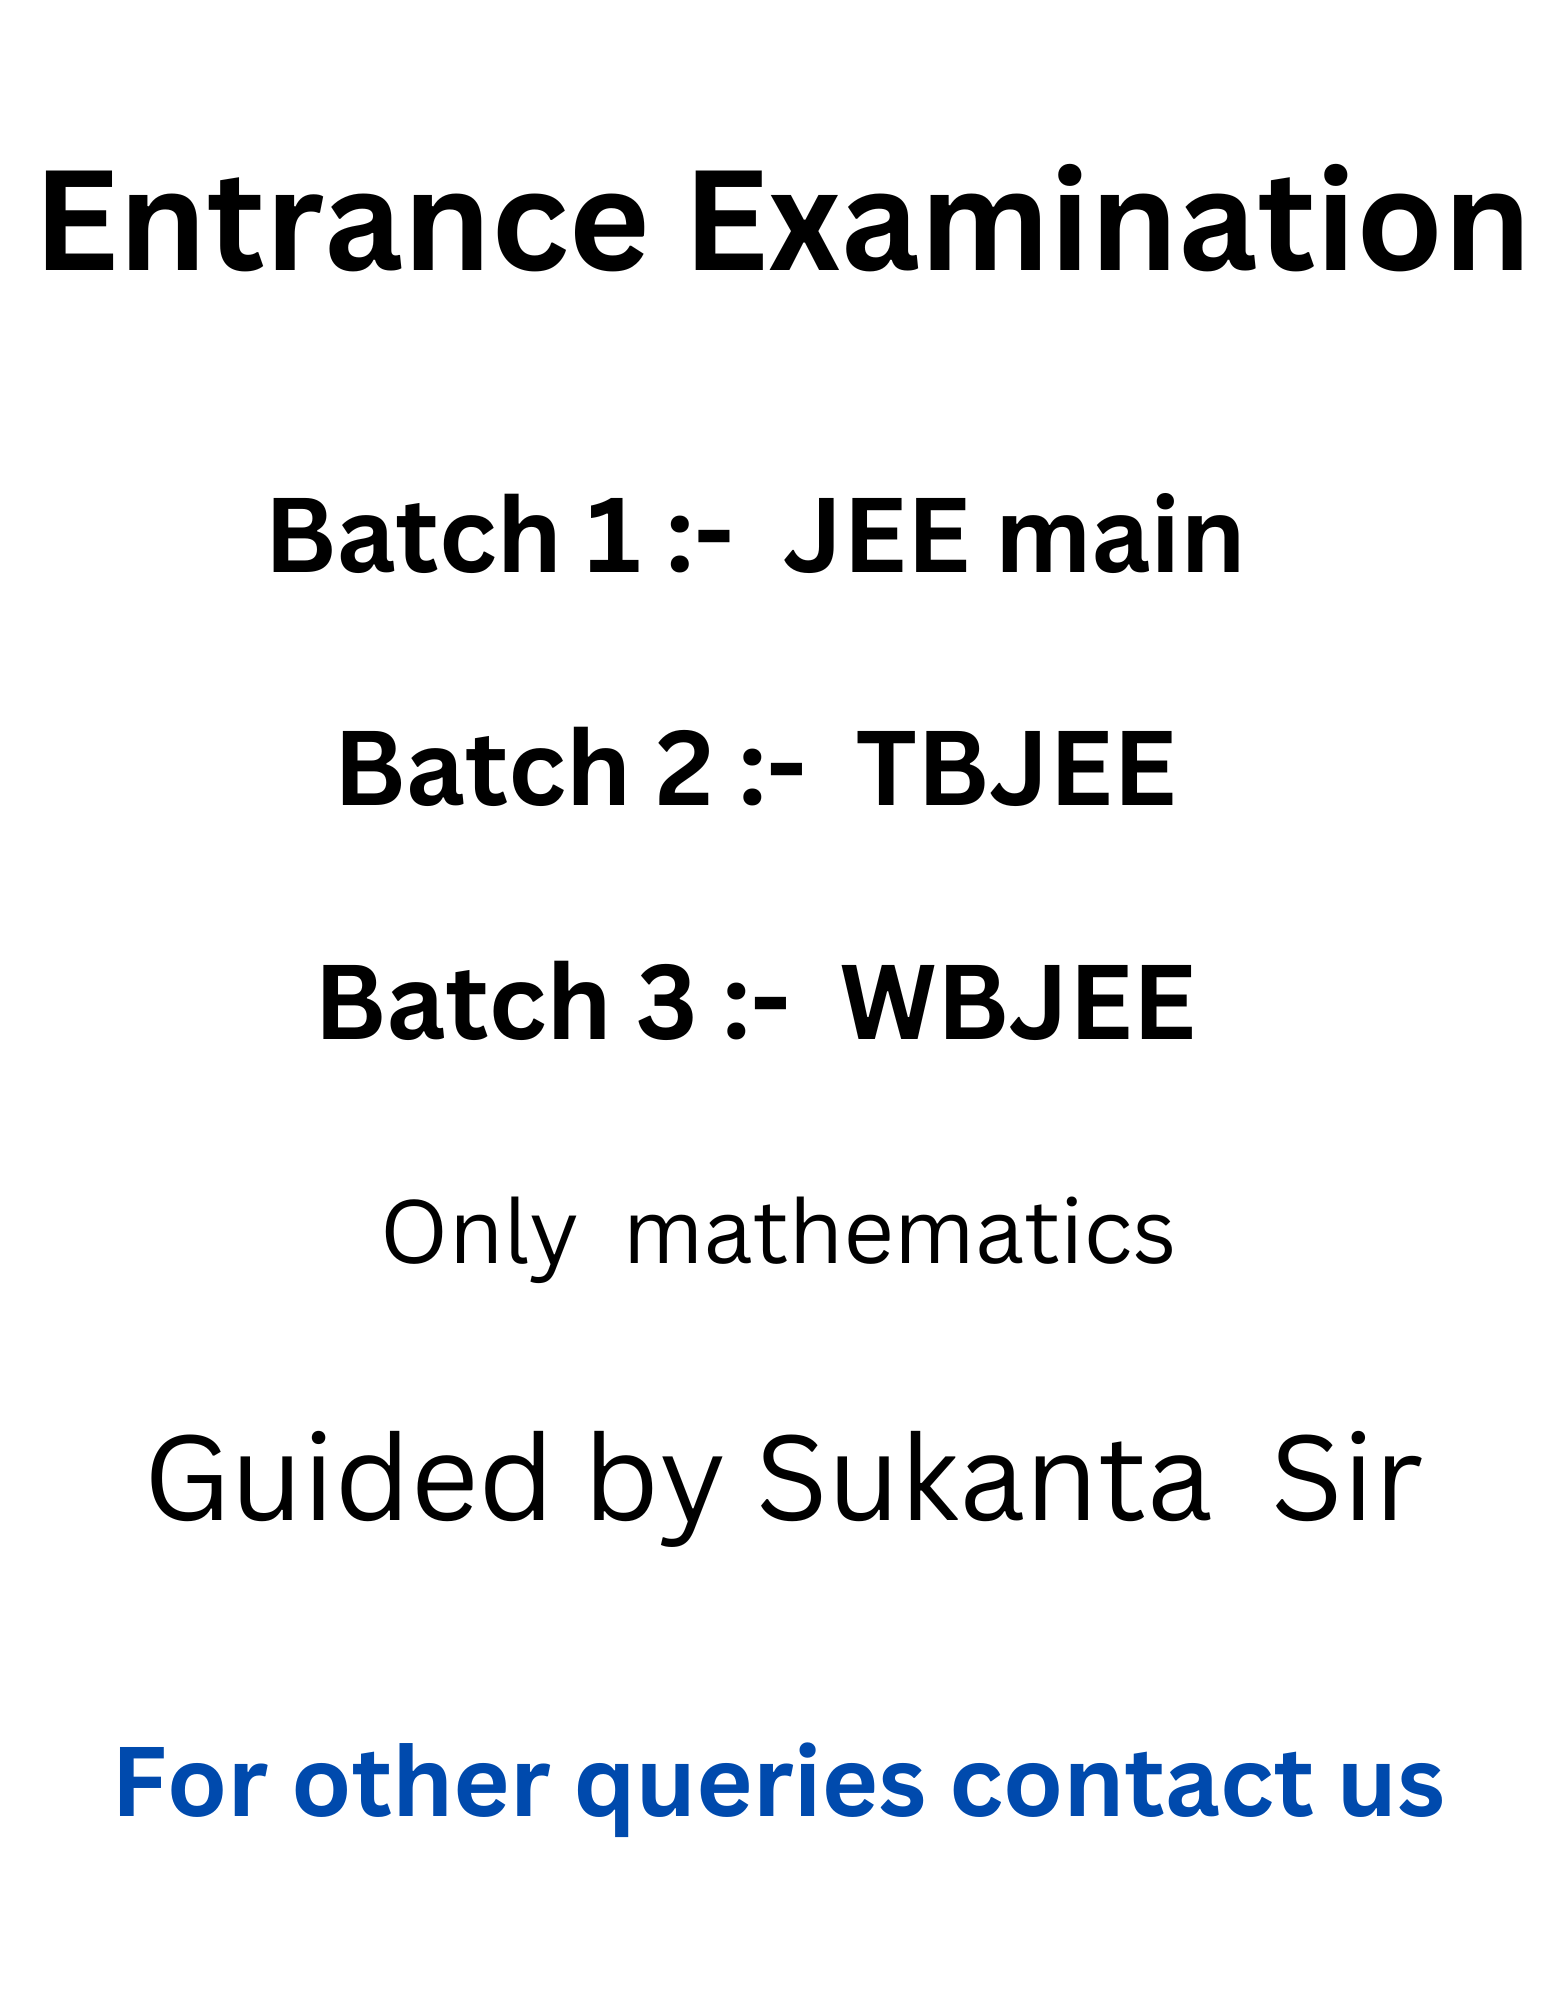 Entrance Examination
Batch 1 :- JEE main
Batch 2 :- TBJEE
Batch 3 :- WBJEE
Only mathematics
Guided by Sukanta Sir
For other queries contact us